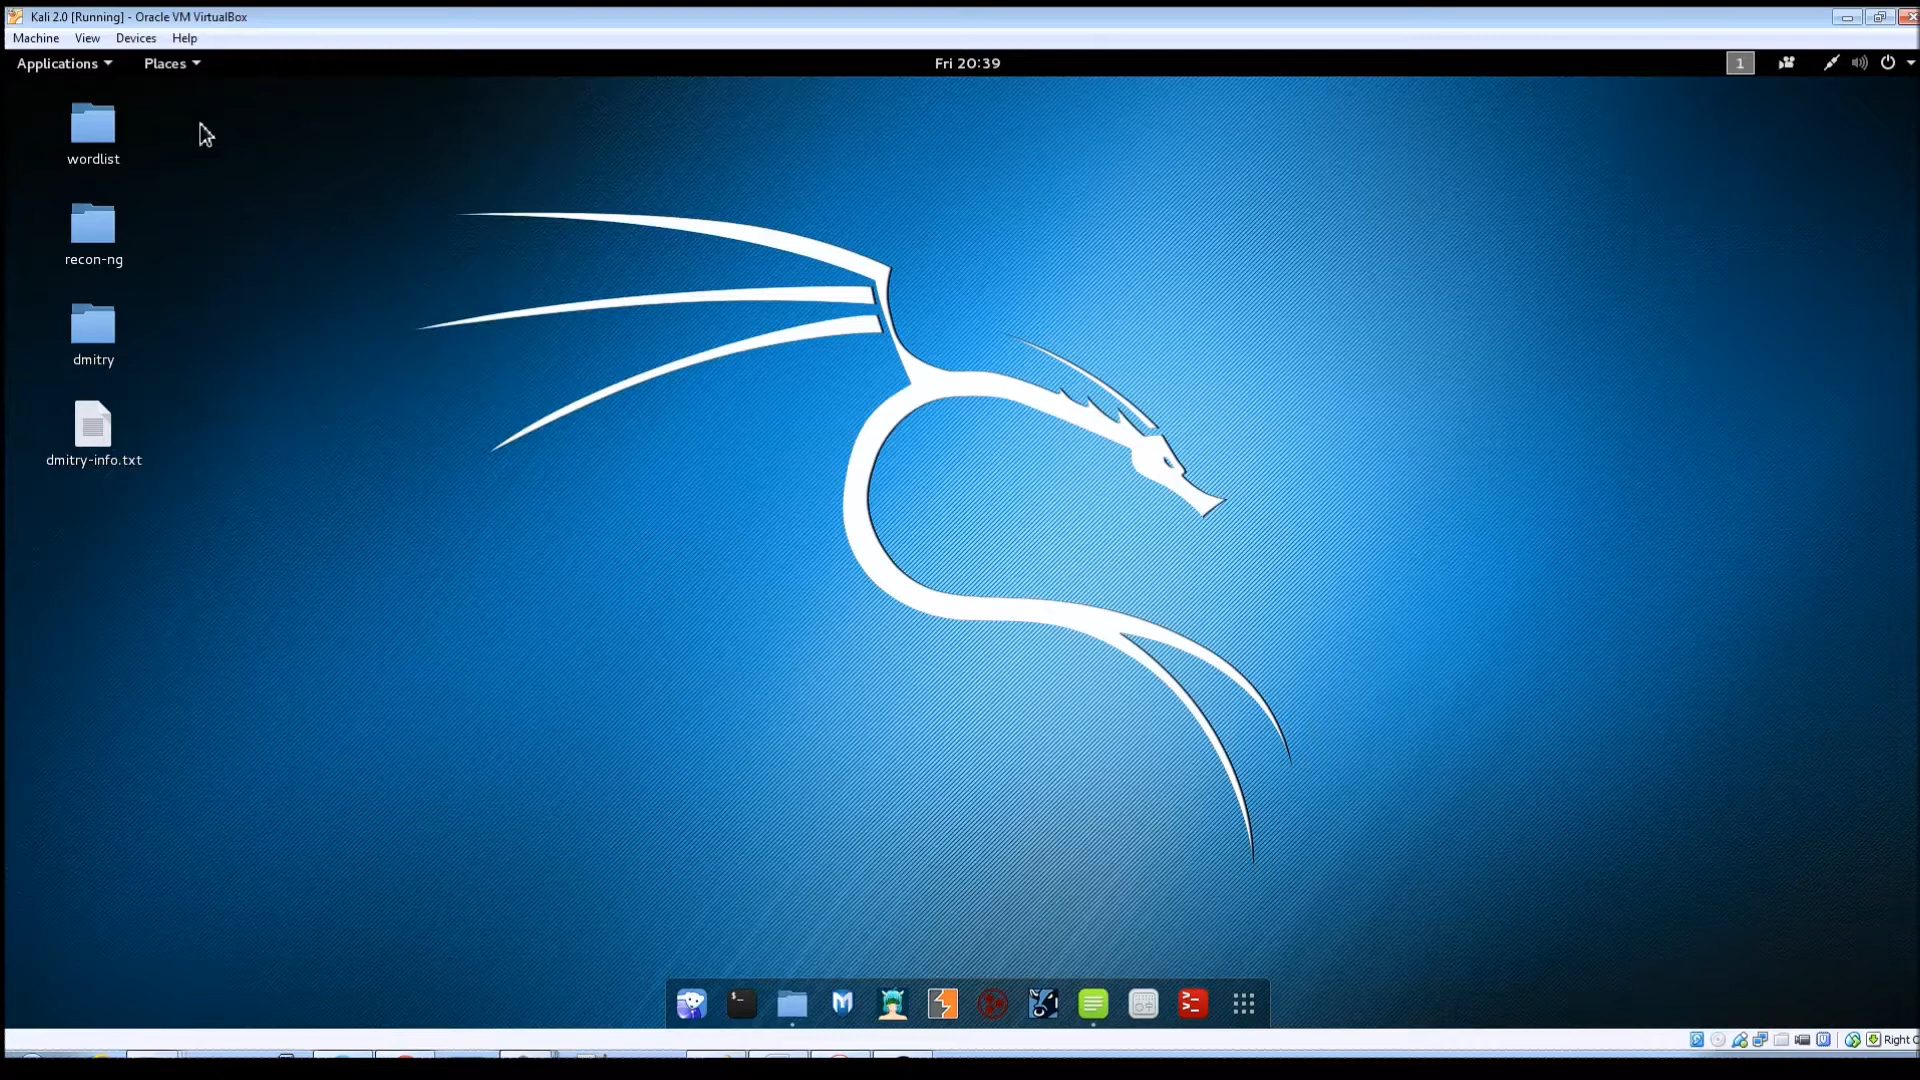 Kali 2.0 [Running] - Oracle VM VirtualBox
Machine View Devices Help
Applications Places Fri 20:39 1
wordlist
recon-ng
dmitry
dmitry-info.txt
Right